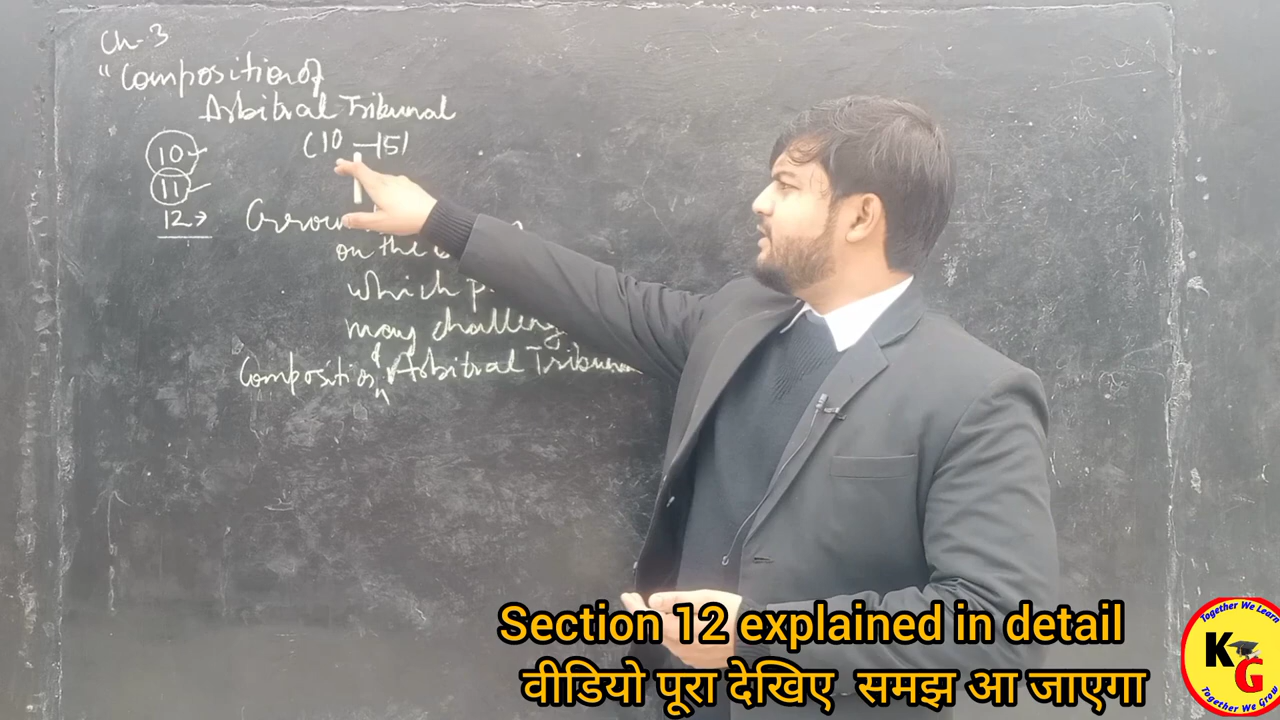 Ch-3
"Composition of
Arbitral Tribunal
(10 – 15)
10
11
12 →
on the
which
may challeng
Composition of Arbitral Tribunal
Section 12 explained in detail
वीडियो पूरा देखिए समझ आ जाएगा
Together We Learn
KG
Together We Grow